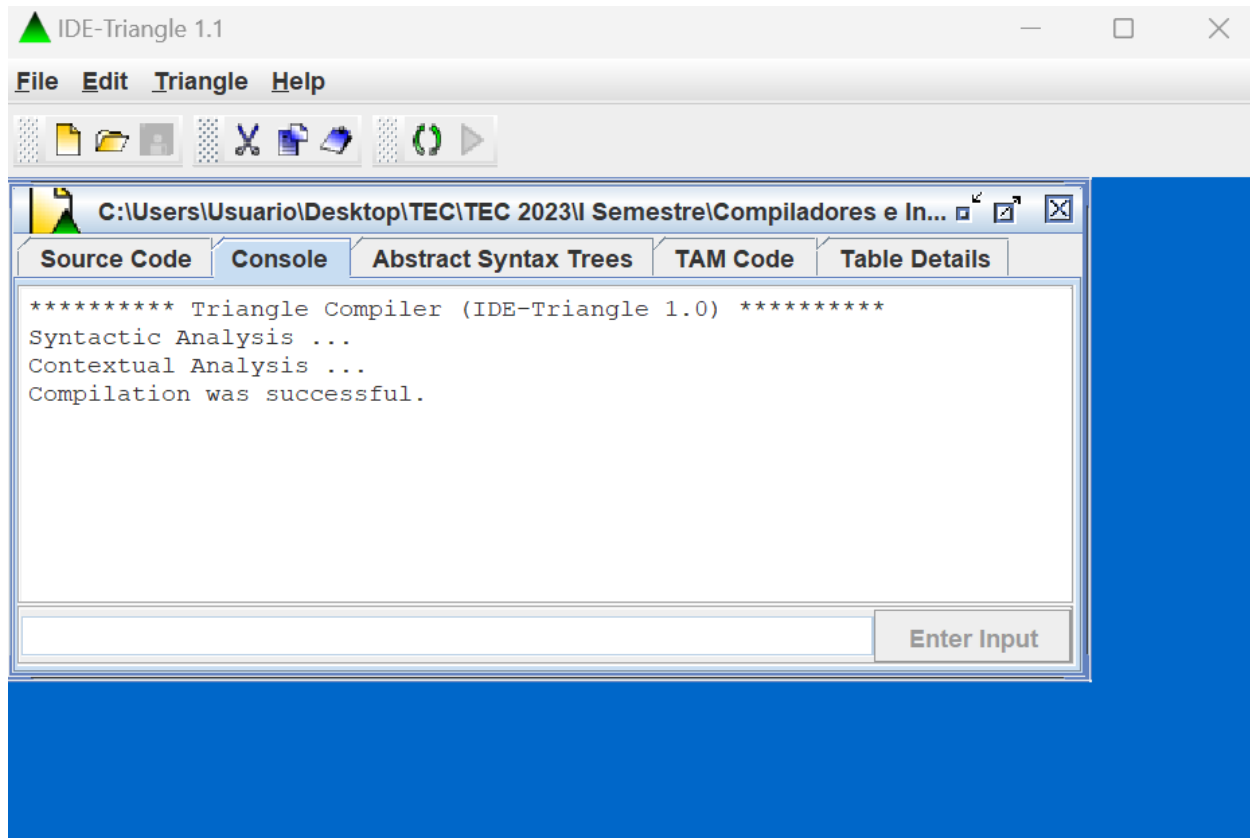 IDE-Triangle 1.1
File Edit Triangle Help
C:\Users\Usuario\Desktop\TEC\TEC 2023\I Semestre\Compiladores e In...
Source Code Console Abstract Syntax Trees TAM Code Table Details
********** Triangle Compiler (IDE-Triangle 1.0) **********
Syntactic Analysis ...
Contextual Analysis ...
Compilation was successful.
Enter Input